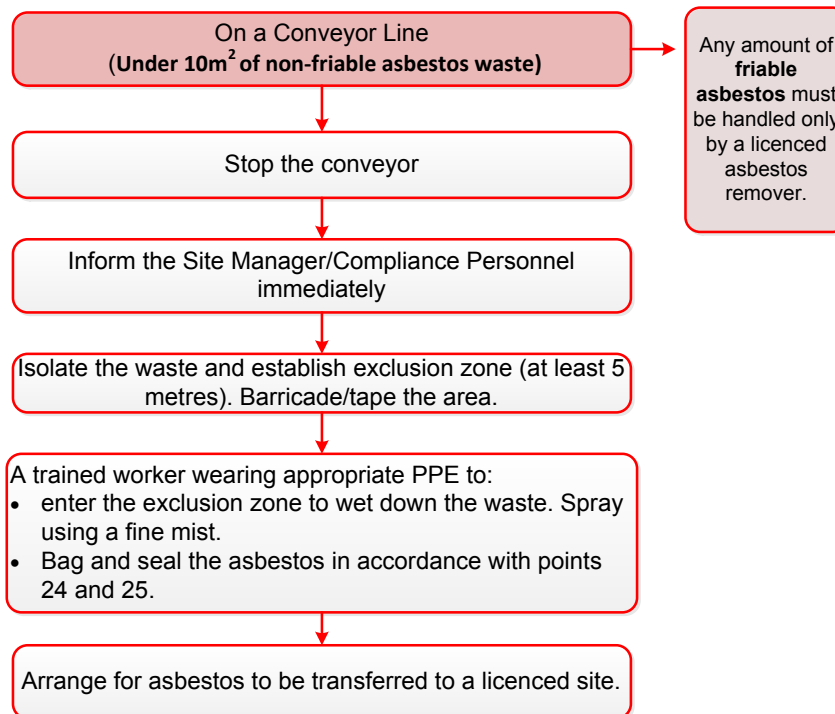 On a Conveyor Line
(Under 10m² of non-friable asbestos waste)
Any amount of
friable
asbestos must
be handled only
by a licenced
asbestos
remover.
Stop the conveyor
Inform the Site Manager/Compliance Personnel
immediately
Isolate the waste and establish exclusion zone (at least 5
metres). Barricade/tape the area.
A trained worker wearing appropriate PPE to:
• enter the exclusion zone to wet down the waste. Spray
using a fine mist.
• Bag and seal the asbestos in accordance with points
24 and 25.
Arrange for asbestos to be transferred to a licenced site.